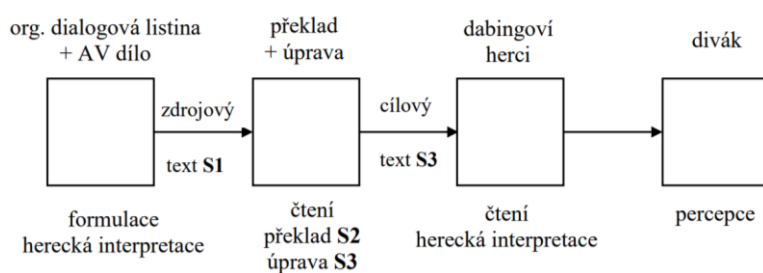 org. dialogová listina
+ AV dílo
překlad
+ úprava
dabingoví
herci
divák
zdrojový
text S1
cílový
text S3
formulace
herecká interpretace
čtení
překlad S2
úprava S3
čtení
herecká interpretace
percepce